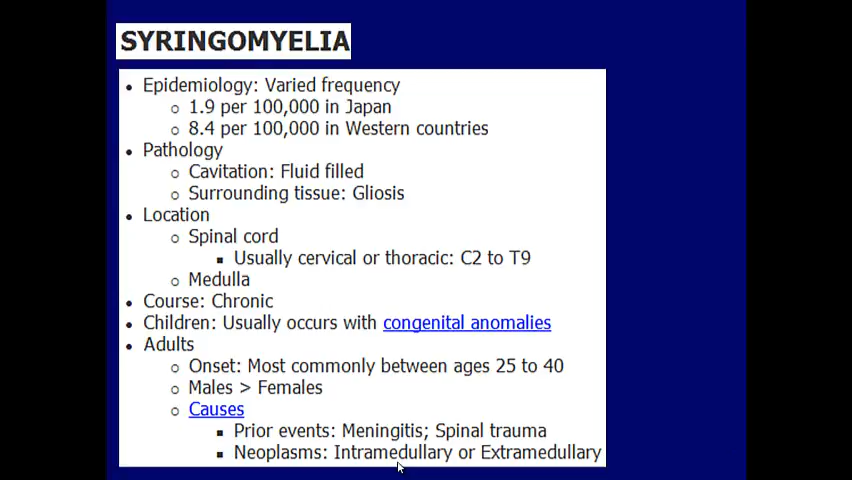 SYRINGOMYELIA
• Epidemiology: Varied frequency
o 1.9 per 100,000 in Japan
o 8.4 per 100,000 in Western countries
• Pathology
o Cavitation: Fluid filled
o Surrounding tissue: Gliosis
• Location
o Spinal cord
▪ Usually cervical or thoracic: C2 to T9
o Medulla
• Course: Chronic
• Children: Usually occurs with congenital anomalies
• Adults
o Onset: Most commonly between ages 25 to 40
o Males > Females
o Causes
▪ Prior events: Meningitis; Spinal trauma
▪ Neoplasms: Intramedullary or Extramedullary